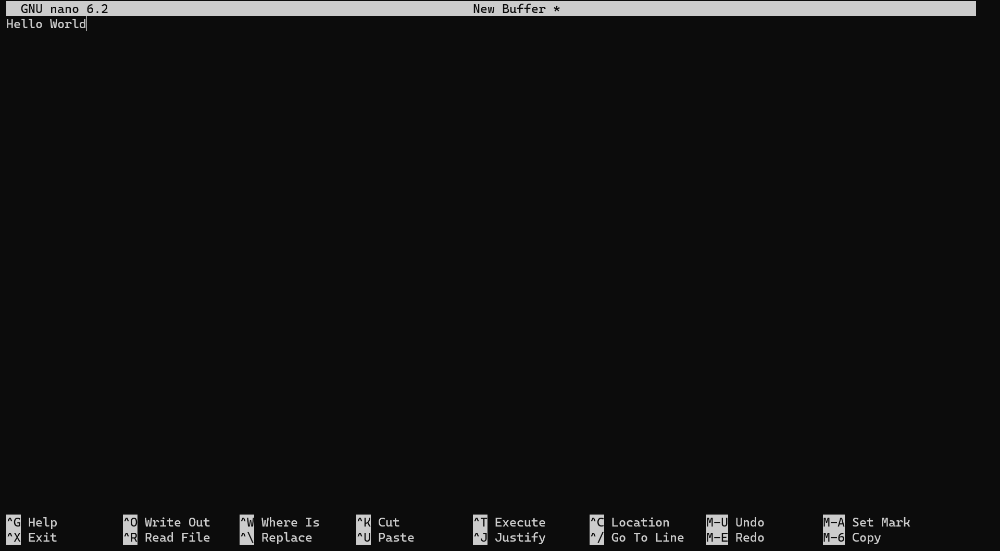 GNU nano 6.2 New Buffer *
Hello World
^G Help ^O Write Out ^W Where Is ^K Cut ^T Execute ^C Location M-U Undo M-A Set Mark
^X Exit ^R Read File ^\ Replace ^U Paste ^J Justify ^/ Go To Line M-E Redo M-6 Copy